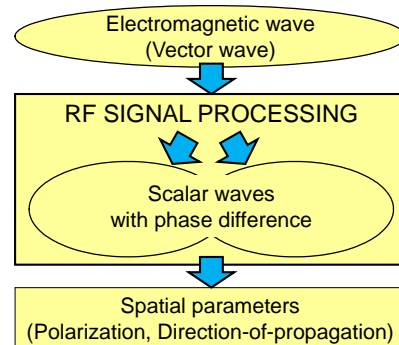 Electromagnetic wave
(Vector wave)
RF SIGNAL PROCESSING
Scalar waves
with phase difference
Spatial parameters
(Polarization, Direction-of-propagation)